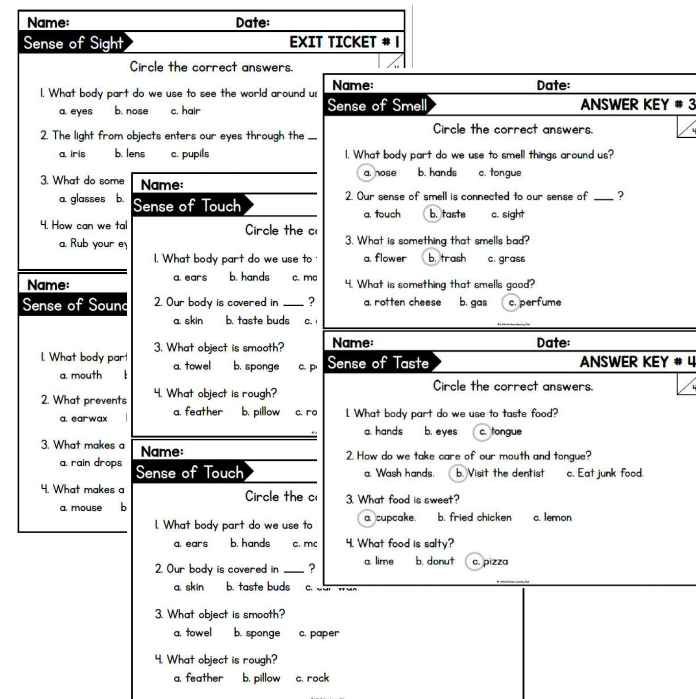 Name: Date:
Sense of Sight EXIT TICKET # 1
Circle the correct answers.
1. What body part do we use to see the world around us
a. eyes b. nose c. hair
2. The light from objects enters our eyes through the
a. iris b. lens c. pupils
3. What do some
a. glasses b.
4. How can we
a. Rub your
Name:
Sense of Sound
1. What body part
a. mouth
2. What prevents
a. earwax
3. What makes a
a. rain drops
4. What makes a
a. mouse b
Name:
Sense of Touch
Circle the
1. What body part do we use to
a. ears b. hands c.
2. Our body is covered in ____ ?
a. skin b. taste buds c.
3. What object is smooth?
a. towel b. sponge c.
4. What object is rough?
a. feather b. pillow c.
Name:
Sense of Touch
Circle the
1. What body part do we use to
a. ears b. hands c.
2. Our body is covered in ____ ?
a. skin b. taste buds c. ear wax
3. What object is smooth?
a. towel b. sponge c. paper
4. What object is rough?
a. feather b. pillow c. rock
Name: Date:
Sense of Smell ANSWER KEY # 3
4
Circle the correct answers.
1. What body part do we use to smell things around us?
a. nose b. hands c. tongue
2. Our sense of smell is connected to our sense of ____ ?
a. touch b. taste c. sight
3. What is something that smells bad?
a. flower b. trash c. grass
4. What is something that smells good?
a. rotten cheese b. gas c. perfume
Name: Date:
Sense of Taste ANSWER KEY # 4
4
Circle the correct answers.
1. What body part do we use to taste food?
a. hands b. eyes c. tongue
2. How do we take care of our mouth and tongue?
a. Wash hands. b. Visit the dentist c. Eat junk food.
3. What food is sweet?
a. cupcake. b. fried chicken c. lemon
4. What food is salty?
a. lime b. donut c. pizza